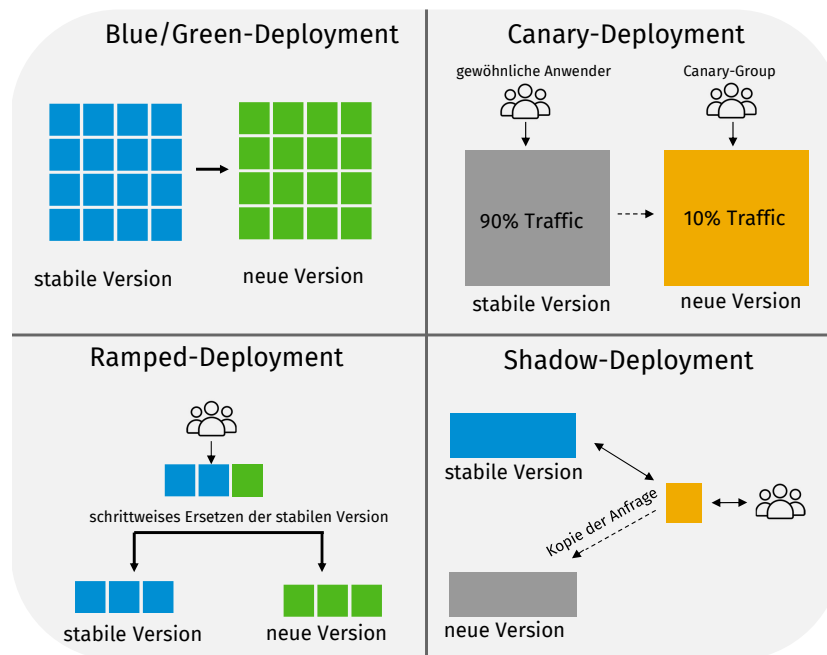 Blue/Green-Deployment
stabile Version
neue Version
Canary-Deployment
gewöhnliche Anwender
Canary-Group
90% Traffic
10% Traffic
stabile Version
neue Version
Ramped-Deployment
schrittweises Ersetzen der stabilen Version
stabile Version
neue Version
Shadow-Deployment
stabile Version
Kopie der Anfrage
neue Version